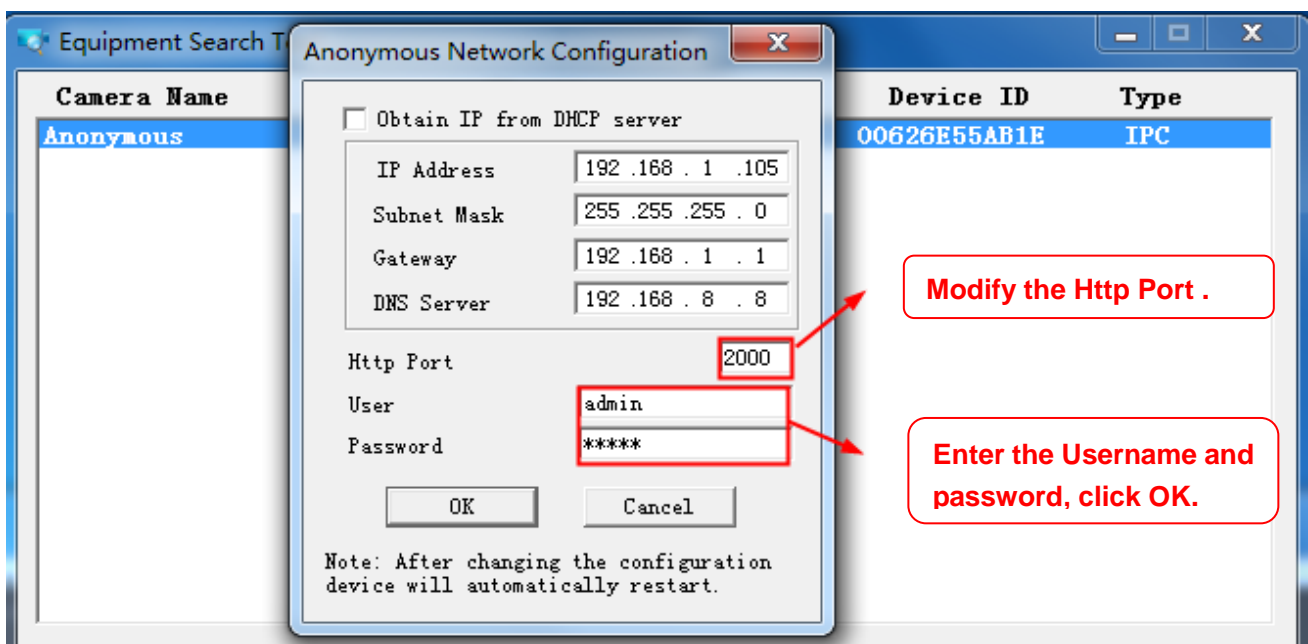 Equipment Search T
Anonymous Network Configuration
Camera Name
Device ID
Type
Anonymous
00626E55AB1E
IPC
Obtain IP from DHCP server
IP Address
192 .168 . 1 .105
Subnet Mask
255 .255 .255 . 0
Gateway
192 .168 . 1 . 1
DNS Server
192 .168 . 8 . 8
Modify the Http Port .
Http Port
2000
User
admin
Password
*****
Enter the Username and
password, click OK.
OK
Cancel
Note: After changing the configuration
device will automatically restart.